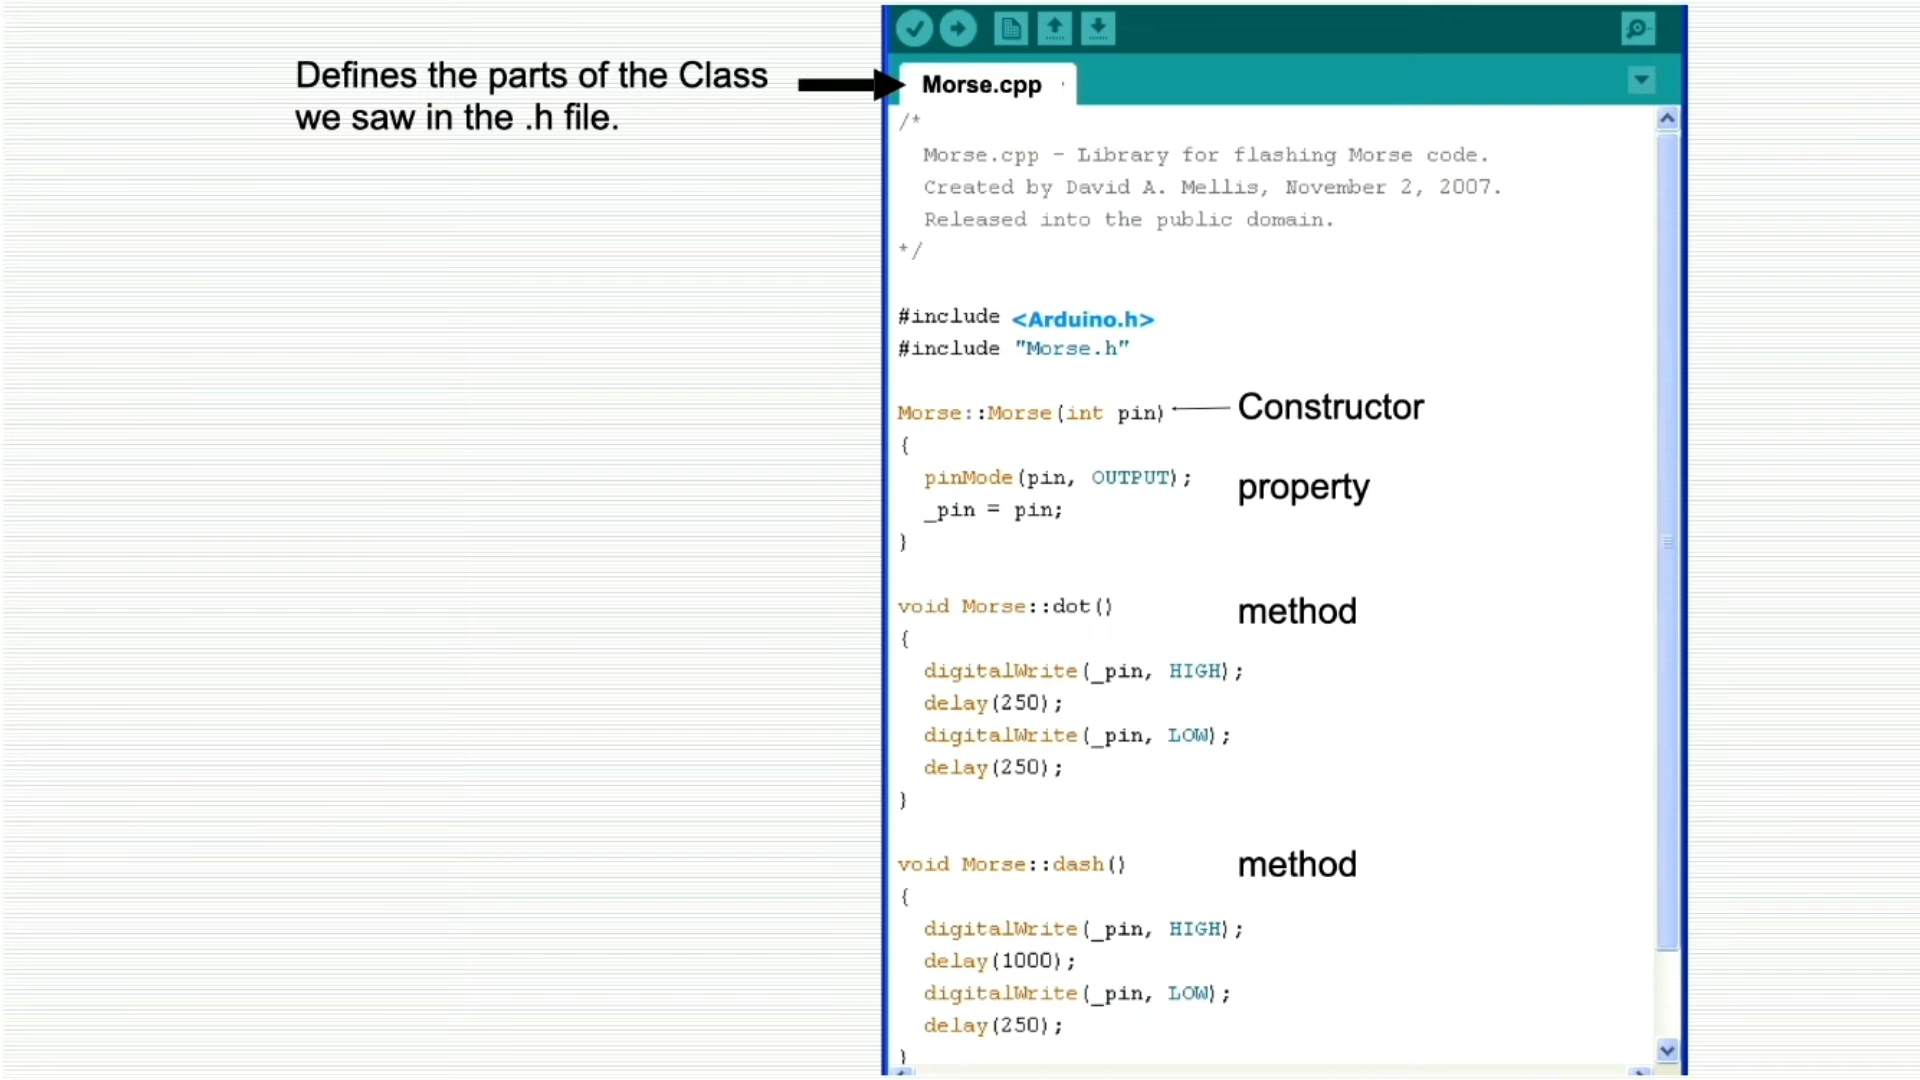 Defines the parts of the Class
we saw in the .h file.
Morse.cpp
/*
Morse.cpp - Library for flashing Morse code.
Created by David A. Mellis, November 2, 2007.
Released into the public domain.
*/
#include <Arduino.h>
#include "Morse.h"
Morse::Morse(int pin) Constructor
{
pinMode(pin, OUTPUT); property
_pin = pin;
}
void Morse::dot() method
{
digitalWrite(_pin, HIGH);
delay(250);
digitalWrite(_pin, LOW);
delay(250);
}
void Morse::dash() method
{
digitalWrite(_pin, HIGH);
delay(1000);
digitalWrite(_pin, LOW);
delay(250);
}